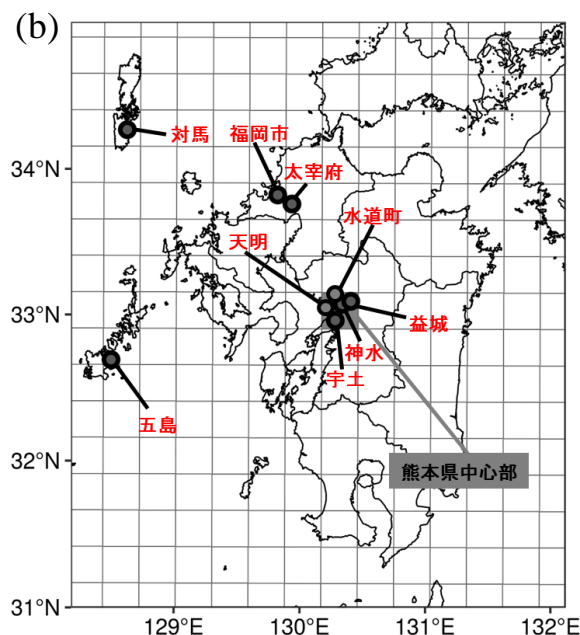 (b)
対馬
福岡市
太宰府
水道町
天明
益城
神水
宇土
五島
熊本県中心部
34°N
33°N
32°N
31°N
129°E
130°E
131°E
132°E